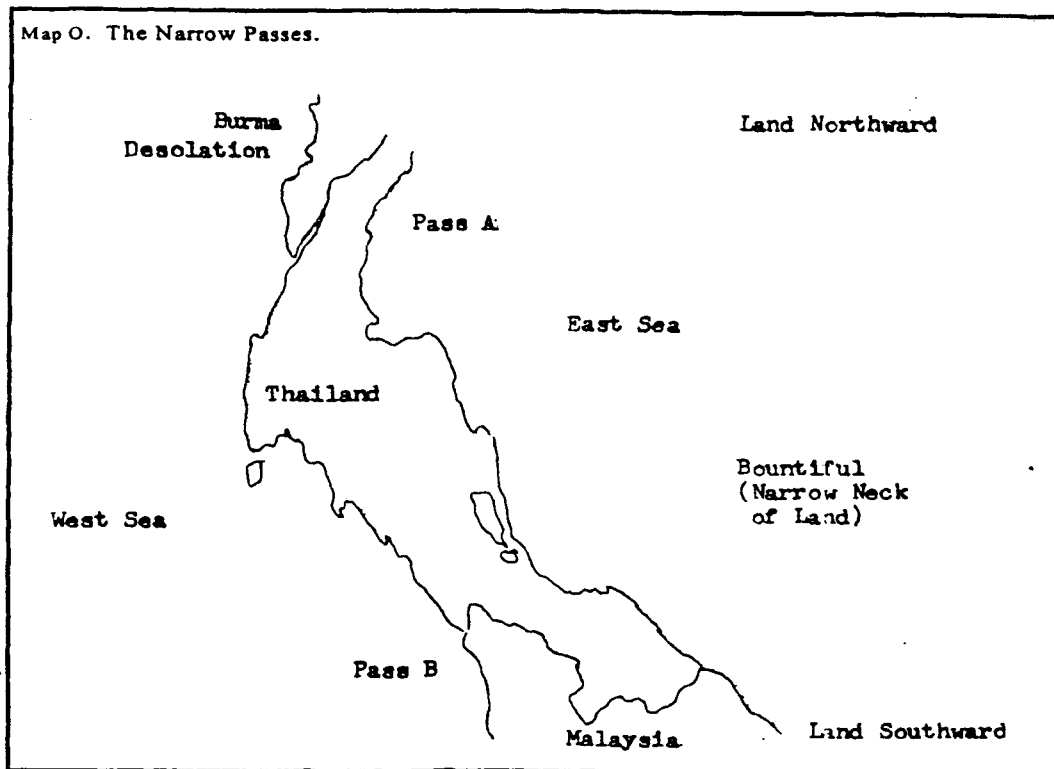 Map O. The Narrow Passes.
Burma
Desolation
Land Northward
Pass A
East Sea
Thailand
Bountiful
(Narrow Neck
of Land)
West Sea
Pass B
Malaysia
Land Southward